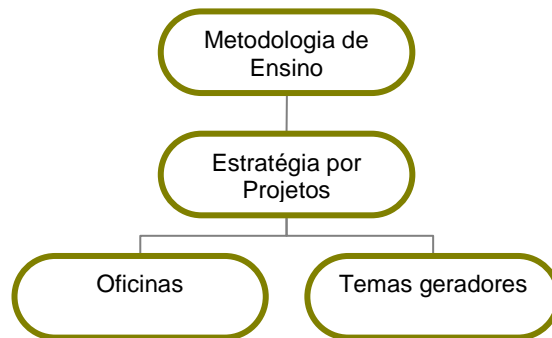 Metodologia de
Ensino
Estratégia por
Projetos
Oficinas
Temas geradores